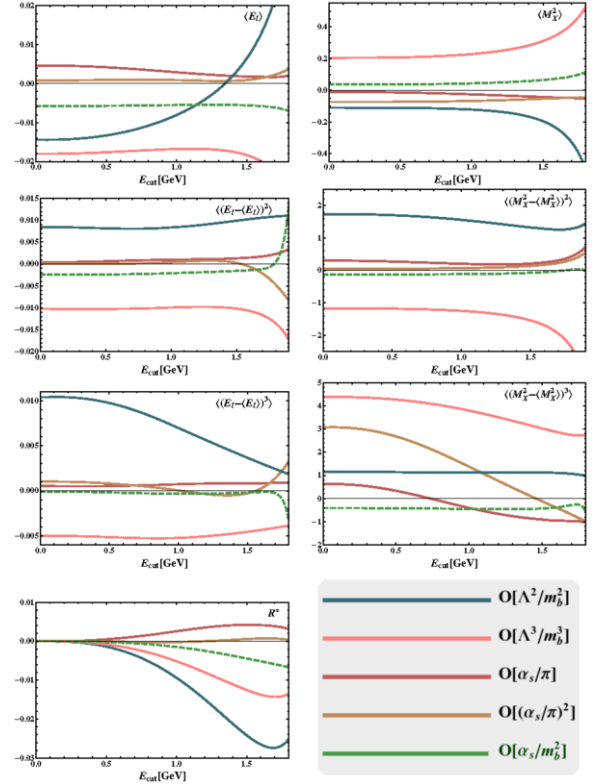 ⟨E_l⟩
0.02
0.01
0.00
−0.01
−0.02
0.0 0.5 1.0 1.5
E_cut[GeV]
⟨M_X^2⟩
0.4
0.2
0.0
−0.2
−0.4
0.0 0.5 1.0 1.5
E_cut[GeV]
⟨(E_l−⟨E_l⟩)^2⟩
0.015
0.010
0.005
0.000
−0.005
−0.010
−0.015
−0.020
0.0 0.5 1.0 1.5
E_cut[GeV]
⟨(M_X^2−⟨M_X^2⟩)^2⟩
2
1
0
−1
−2
0.0 0.5 1.0 1.5
E_cut[GeV]
⟨(E_l−⟨E_l⟩)^3⟩
0.010
0.005
0.000
−0.005
0.0 0.5 1.0 1.5
E_cut[GeV]
⟨(M_X^2−⟨M_X^2⟩)^3⟩
5
4
3
2
1
0
−1
−2
0.0 0.5 1.0 1.5
E_cut[GeV]
R*
0.01
0.00
−0.01
−0.02
−0.03
0.0 0.5 1.0 1.5
E_cut[GeV]
O[Λ^2/m_b^2]
O[Λ^3/m_b^3]
O[α_s/π]
O[(α_s/π)^2]
O[α_s/m_b^2]